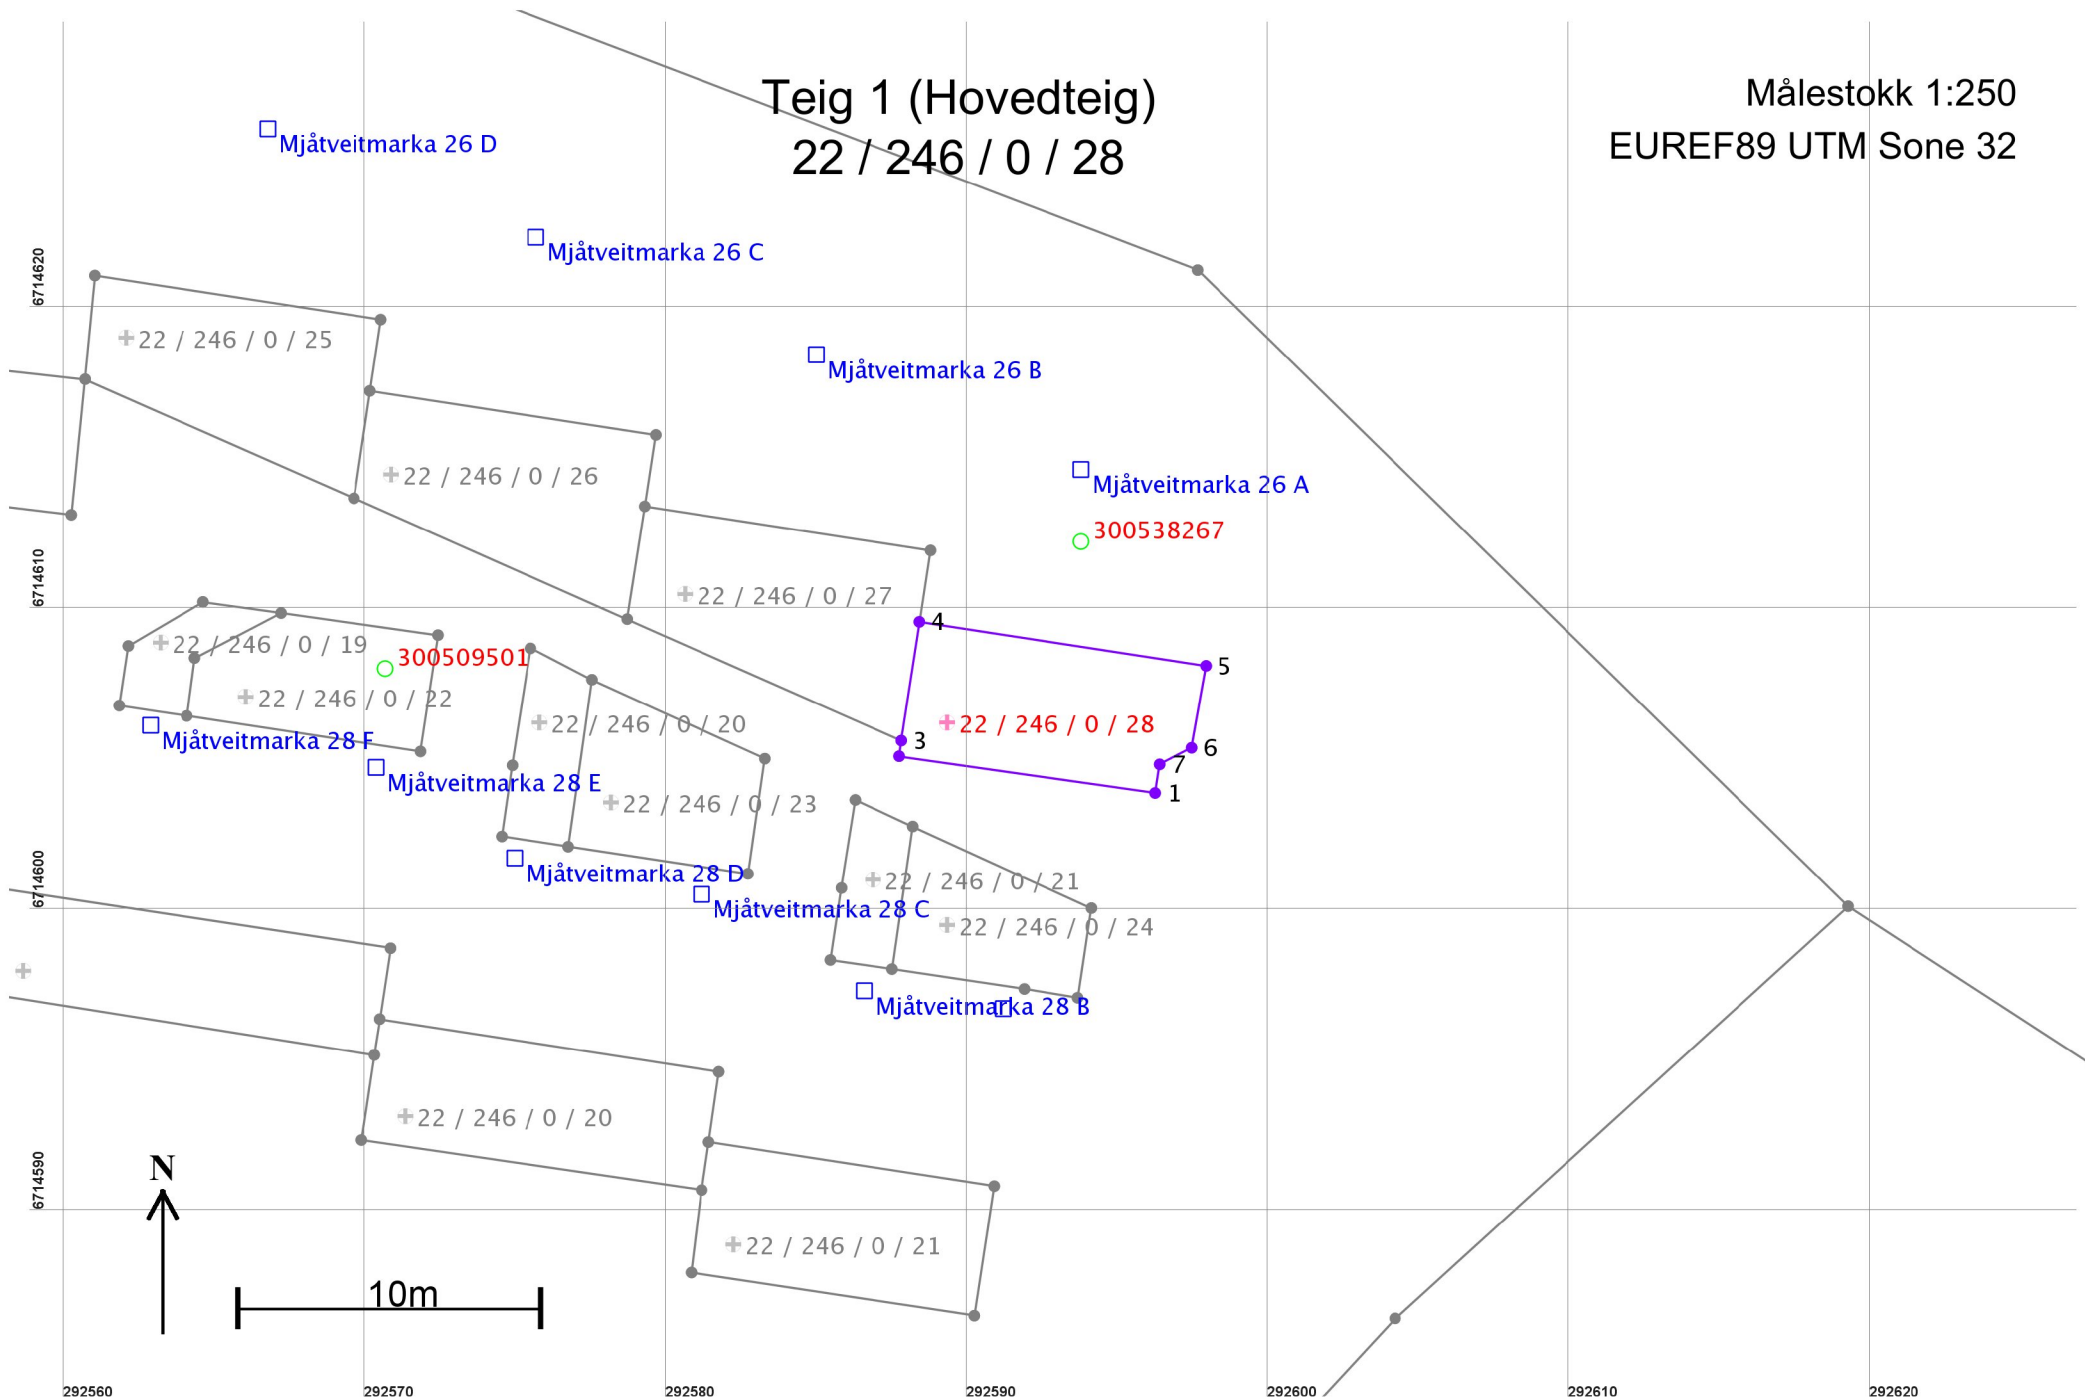 Teig 1 (Hovedteig)
22 / 246 / 0 / 28
Målestokk 1:250
EUREF89 UTM Sone 32
Mjåtveitmarka 26 D
Mjåtveitmarka 26 C
6714620
22 / 246 / 0 / 25
Mjåtveitmarka 26 B
22 / 246 / 0 / 26
Mjåtveitmarka 26 A
300538267
6714610
22 / 246 / 0 / 27
4
22 / 246 / 0 / 19
300509501
5
22 / 246 / 0 / 22
22 / 246 / 0 / 20
22 / 246 / 0 / 28
Mjåtveitmarka 28 F
3
6
7
Mjåtveitmarka 28 E
22 / 246 / 0 / 23
1
Mjåtveitmarka 28 D
22 / 246 / 0 / 21
6714600
Mjåtveitmarka 28 C
22 / 246 / 0 / 24
Mjåtveitmarka 28 B
22 / 246 / 0 / 20
N
6714590
22 / 246 / 0 / 21
10m
292560
292570
292580
292590
292600
292610
292620